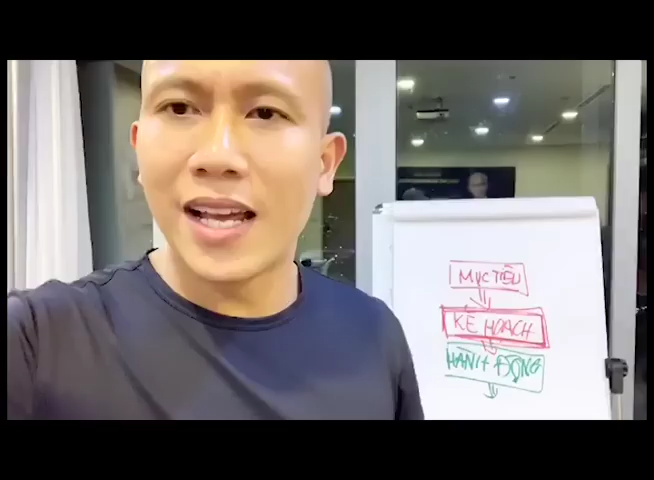 MỤC TIÊU
KẾ HOẠCH
HÀNH ĐỘNG